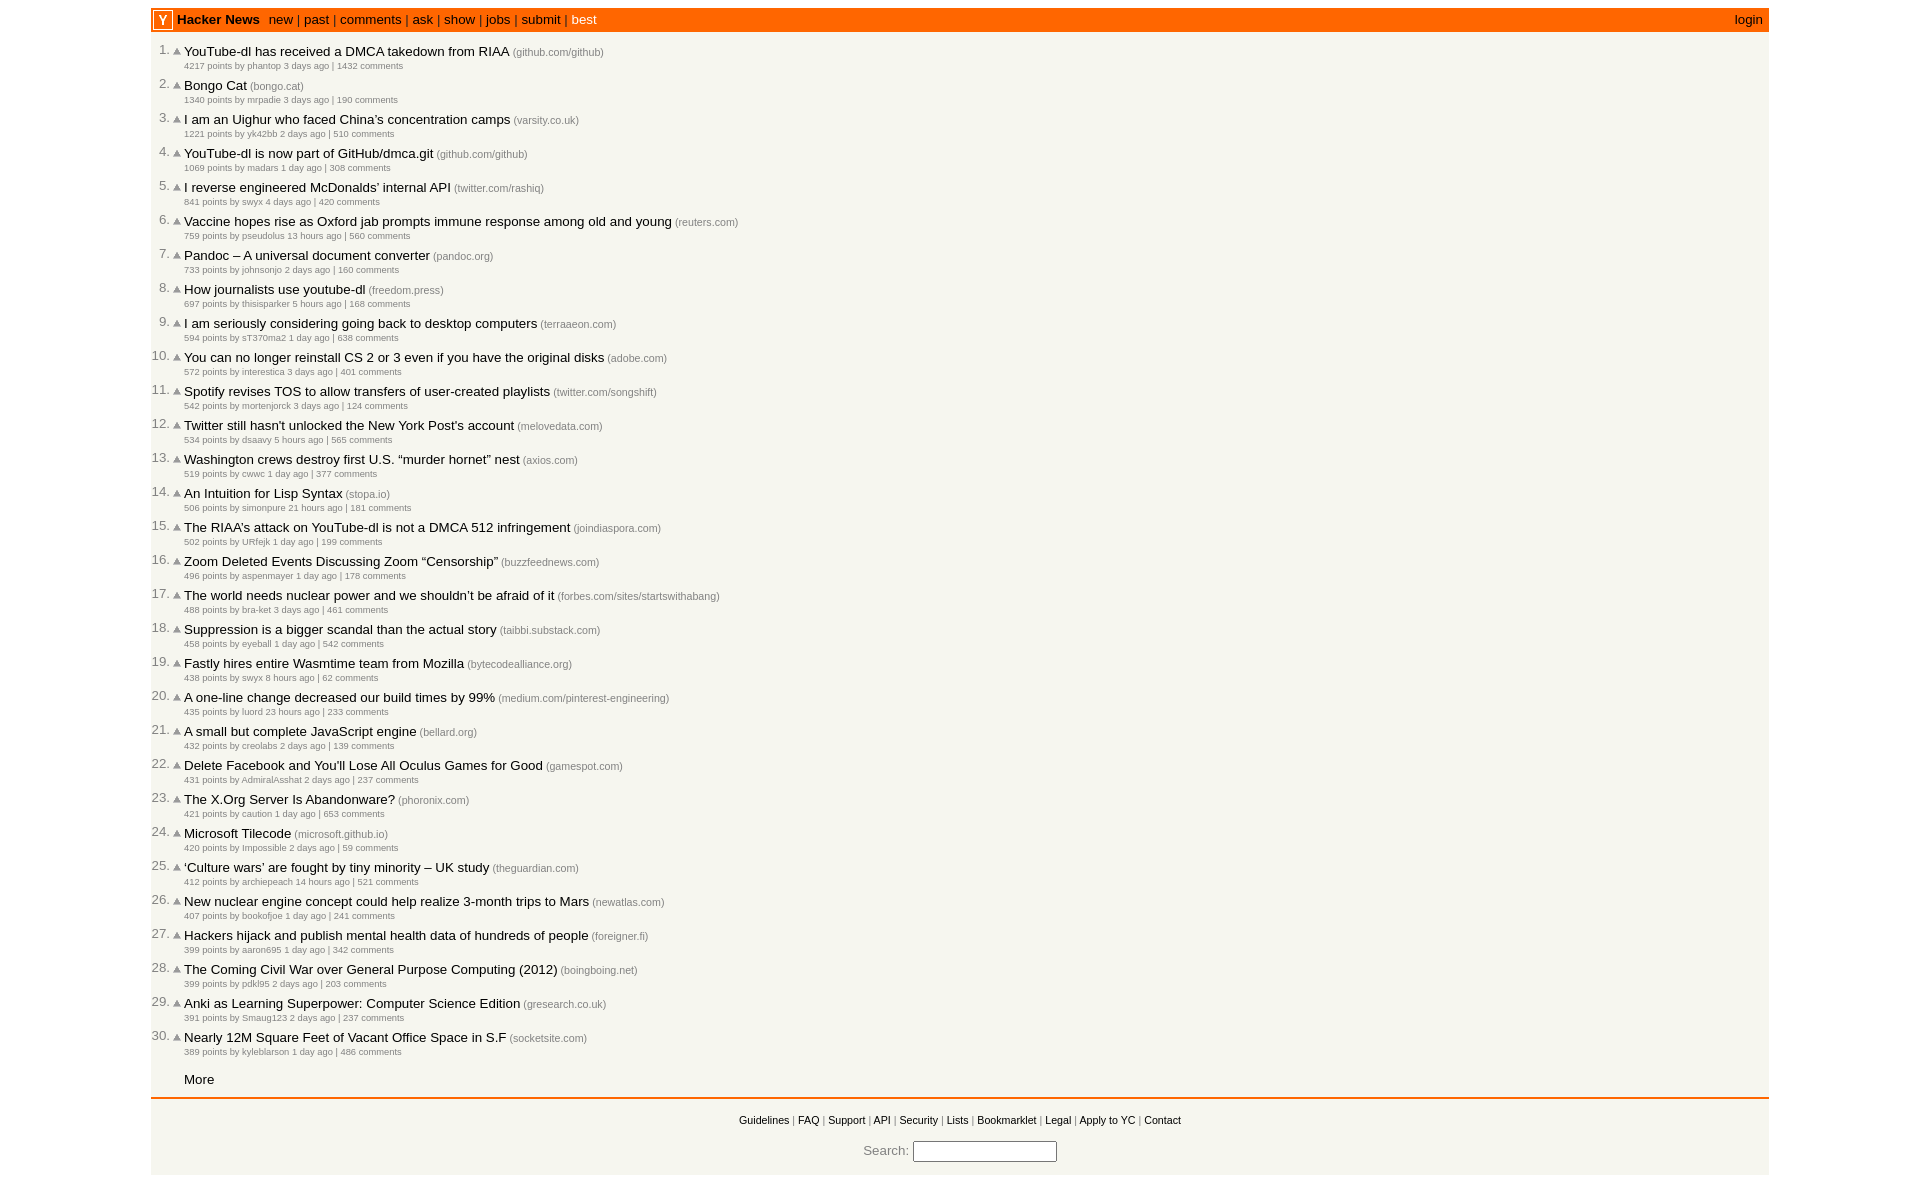 Y Hacker News new | past | comments | ask | show | jobs | submit | best login
1. YouTube-dl has received a DMCA takedown from RIAA (github.com/github)
4217 points by phantop 3 days ago | 1432 comments
2. Bongo Cat (bongo.cat)
1340 points by mrpadie 3 days ago | 190 comments
3. I am an Uighur who faced China’s concentration camps (varsity.co.uk)
1221 points by yk42bb 2 days ago | 510 comments
4. YouTube-dl is now part of GitHub/dmca.git (github.com/github)
1069 points by madars 1 day ago | 308 comments
5. I reverse engineered McDonalds’ internal API (twitter.com/rashiq)
841 points by swyx 4 days ago | 420 comments
6. Vaccine hopes rise as Oxford jab prompts immune response among old and young (reuters.com)
759 points by pseudolus 13 hours ago | 560 comments
7. Pandoc – A universal document converter (pandoc.org)
733 points by johnsonjo 2 days ago | 160 comments
8. How journalists use youtube-dl (freedom.press)
697 points by thisisparker 5 hours ago | 168 comments
9. I am seriously considering going back to desktop computers (terraaeon.com)
594 points by sT370ma2 1 day ago | 638 comments
10. You can no longer reinstall CS 2 or 3 even if you have the original disks (adobe.com)
572 points by interestica 3 days ago | 401 comments
11. Spotify revises TOS to allow transfers of user-created playlists (twitter.com/songshift)
542 points by mortenjorck 3 days ago | 124 comments
12. Twitter still hasn't unlocked the New York Post's account (melovedata.com)
534 points by dsaavy 5 hours ago | 565 comments
13. Washington crews destroy first U.S. “murder hornet” nest (axios.com)
519 points by cwwc 1 day ago | 377 comments
14. An Intuition for Lisp Syntax (stopa.io)
506 points by simonpure 21 hours ago | 181 comments
15. The RIAA’s attack on YouTube-dl is not a DMCA 512 infringement (joindiaspora.com)
502 points by URfejk 1 day ago | 199 comments
16. Zoom Deleted Events Discussing Zoom “Censorship” (buzzfeednews.com)
496 points by aspenmayer 1 day ago | 178 comments
17. The world needs nuclear power and we shouldn’t be afraid of it (forbes.com/sites/startswithabang)
488 points by bra-ket 3 days ago | 461 comments
18. Suppression is a bigger scandal than the actual story (taibbi.substack.com)
458 points by eyeball 1 day ago | 542 comments
19. Fastly hires entire Wasmtime team from Mozilla (bytecodealliance.org)
438 points by swyx 8 hours ago | 62 comments
20. A one-line change decreased our build times by 99% (medium.com/pinterest-engineering)
435 points by luord 23 hours ago | 233 comments
21. A small but complete JavaScript engine (bellard.org)
432 points by creolabs 2 days ago | 139 comments
22. Delete Facebook and You'll Lose All Oculus Games for Good (gamespot.com)
431 points by AdmiralAsshat 2 days ago | 237 comments
23. The X.Org Server Is Abandonware? (phoronix.com)
421 points by caution 1 day ago | 653 comments
24. Microsoft Tilecode (microsoft.github.io)
420 points by Impossible 2 days ago | 59 comments
25. ‘Culture wars’ are fought by tiny minority – UK study (theguardian.com)
412 points by archiepeach 14 hours ago | 521 comments
26. New nuclear engine concept could help realize 3-month trips to Mars (newatlas.com)
407 points by bookofjoe 1 day ago | 241 comments
27. Hackers hijack and publish mental health data of hundreds of people (foreigner.fi)
399 points by aaron695 1 day ago | 342 comments
28. The Coming Civil War over General Purpose Computing (2012) (boingboing.net)
399 points by pdkl95 2 days ago | 203 comments
29. Anki as Learning Superpower: Computer Science Edition (gresearch.co.uk)
391 points by Smaug123 2 days ago | 237 comments
30. Nearly 12M Square Feet of Vacant Office Space in S.F (socketsite.com)
389 points by kyleblarson 1 day ago | 486 comments
More
Guidelines | FAQ | Support | API | Security | Lists | Bookmarklet | Legal | Apply to YC | Contact
Search: